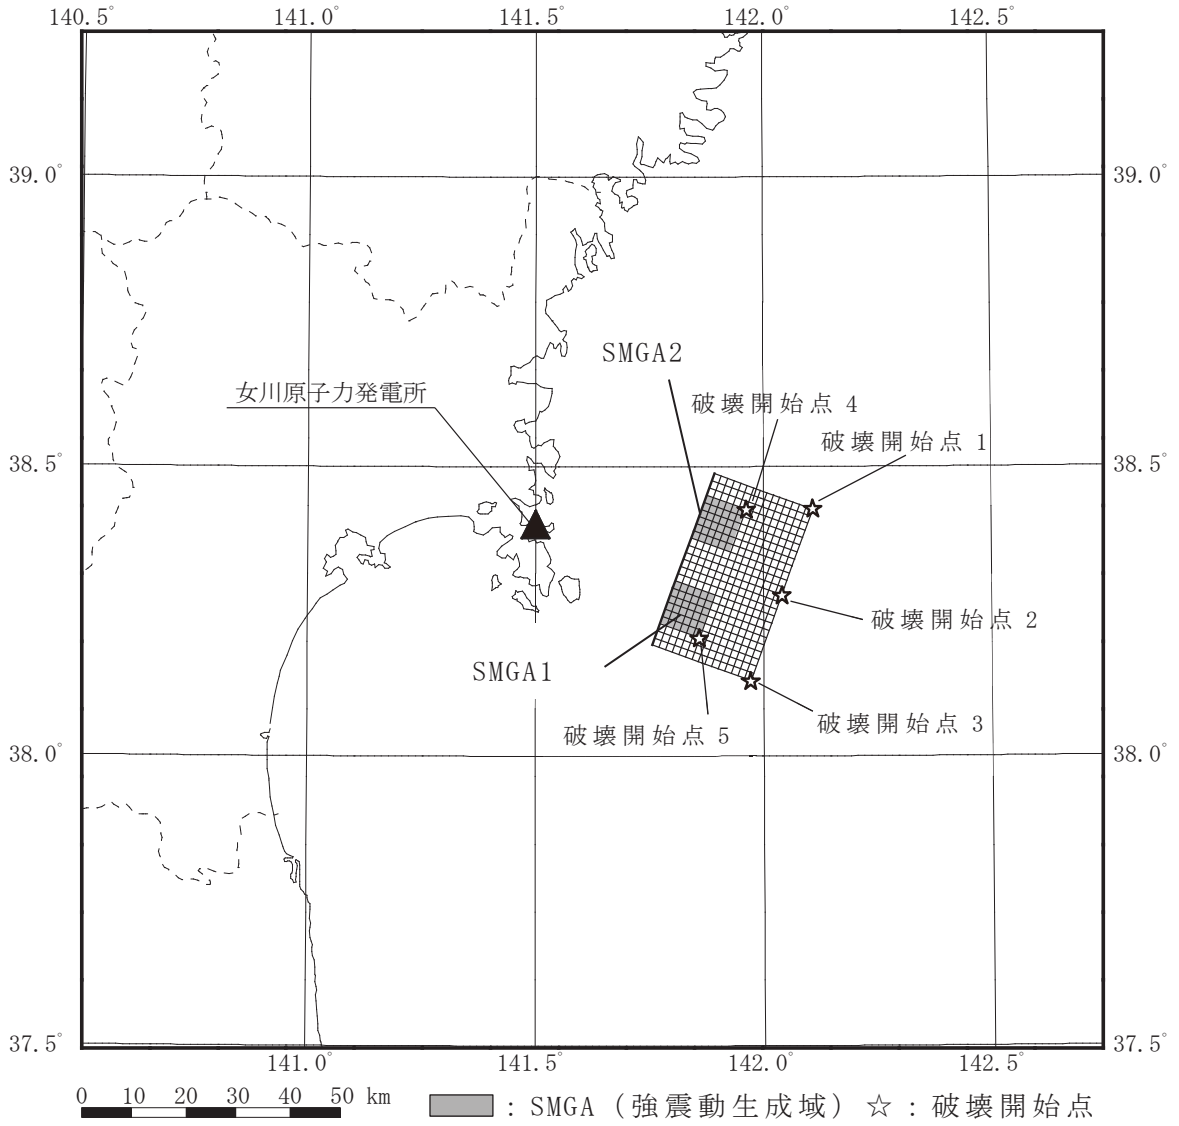 140.5° 141.0° 141.5° 142.0° 142.5°
39.0° 39.0°
SMGA2
女川原子力発電所
破壊開始点 4
破壊開始点 1
38.5° 38.5°
破壊開始点 2
SMGA1
破壊開始点 3
破壊開始点 5
38.0° 38.0°
37.5° 37.5°
141.0° 141.5° 142.0° 142.5°
0 10 20 30 40 50 km
: SMGA（強震動生成域）☆ : 破壊開始点